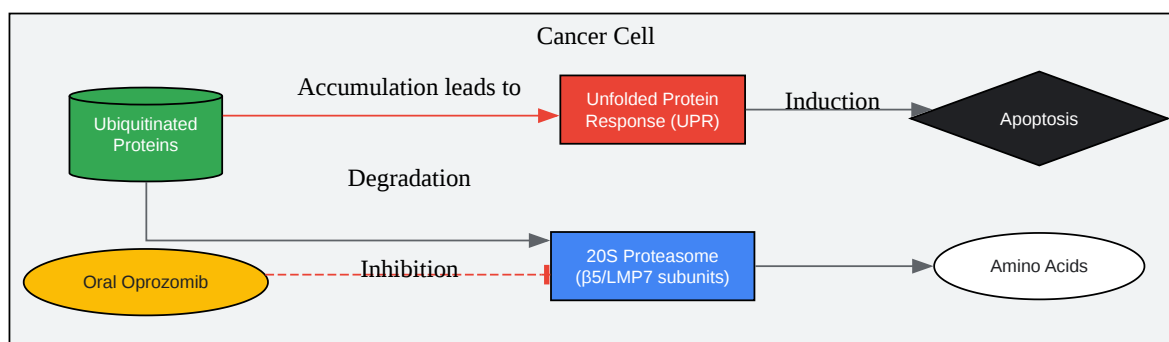 Cancer Cell
Accumulation leads to
Ubiquitinated
Proteins
Unfolded Protein
Response (UPR)
Induction
Apoptosis
Degradation
Oral Oprozomib
Inhibition
20S Proteasome
(β5/LMP7 subunits)
Amino Acids